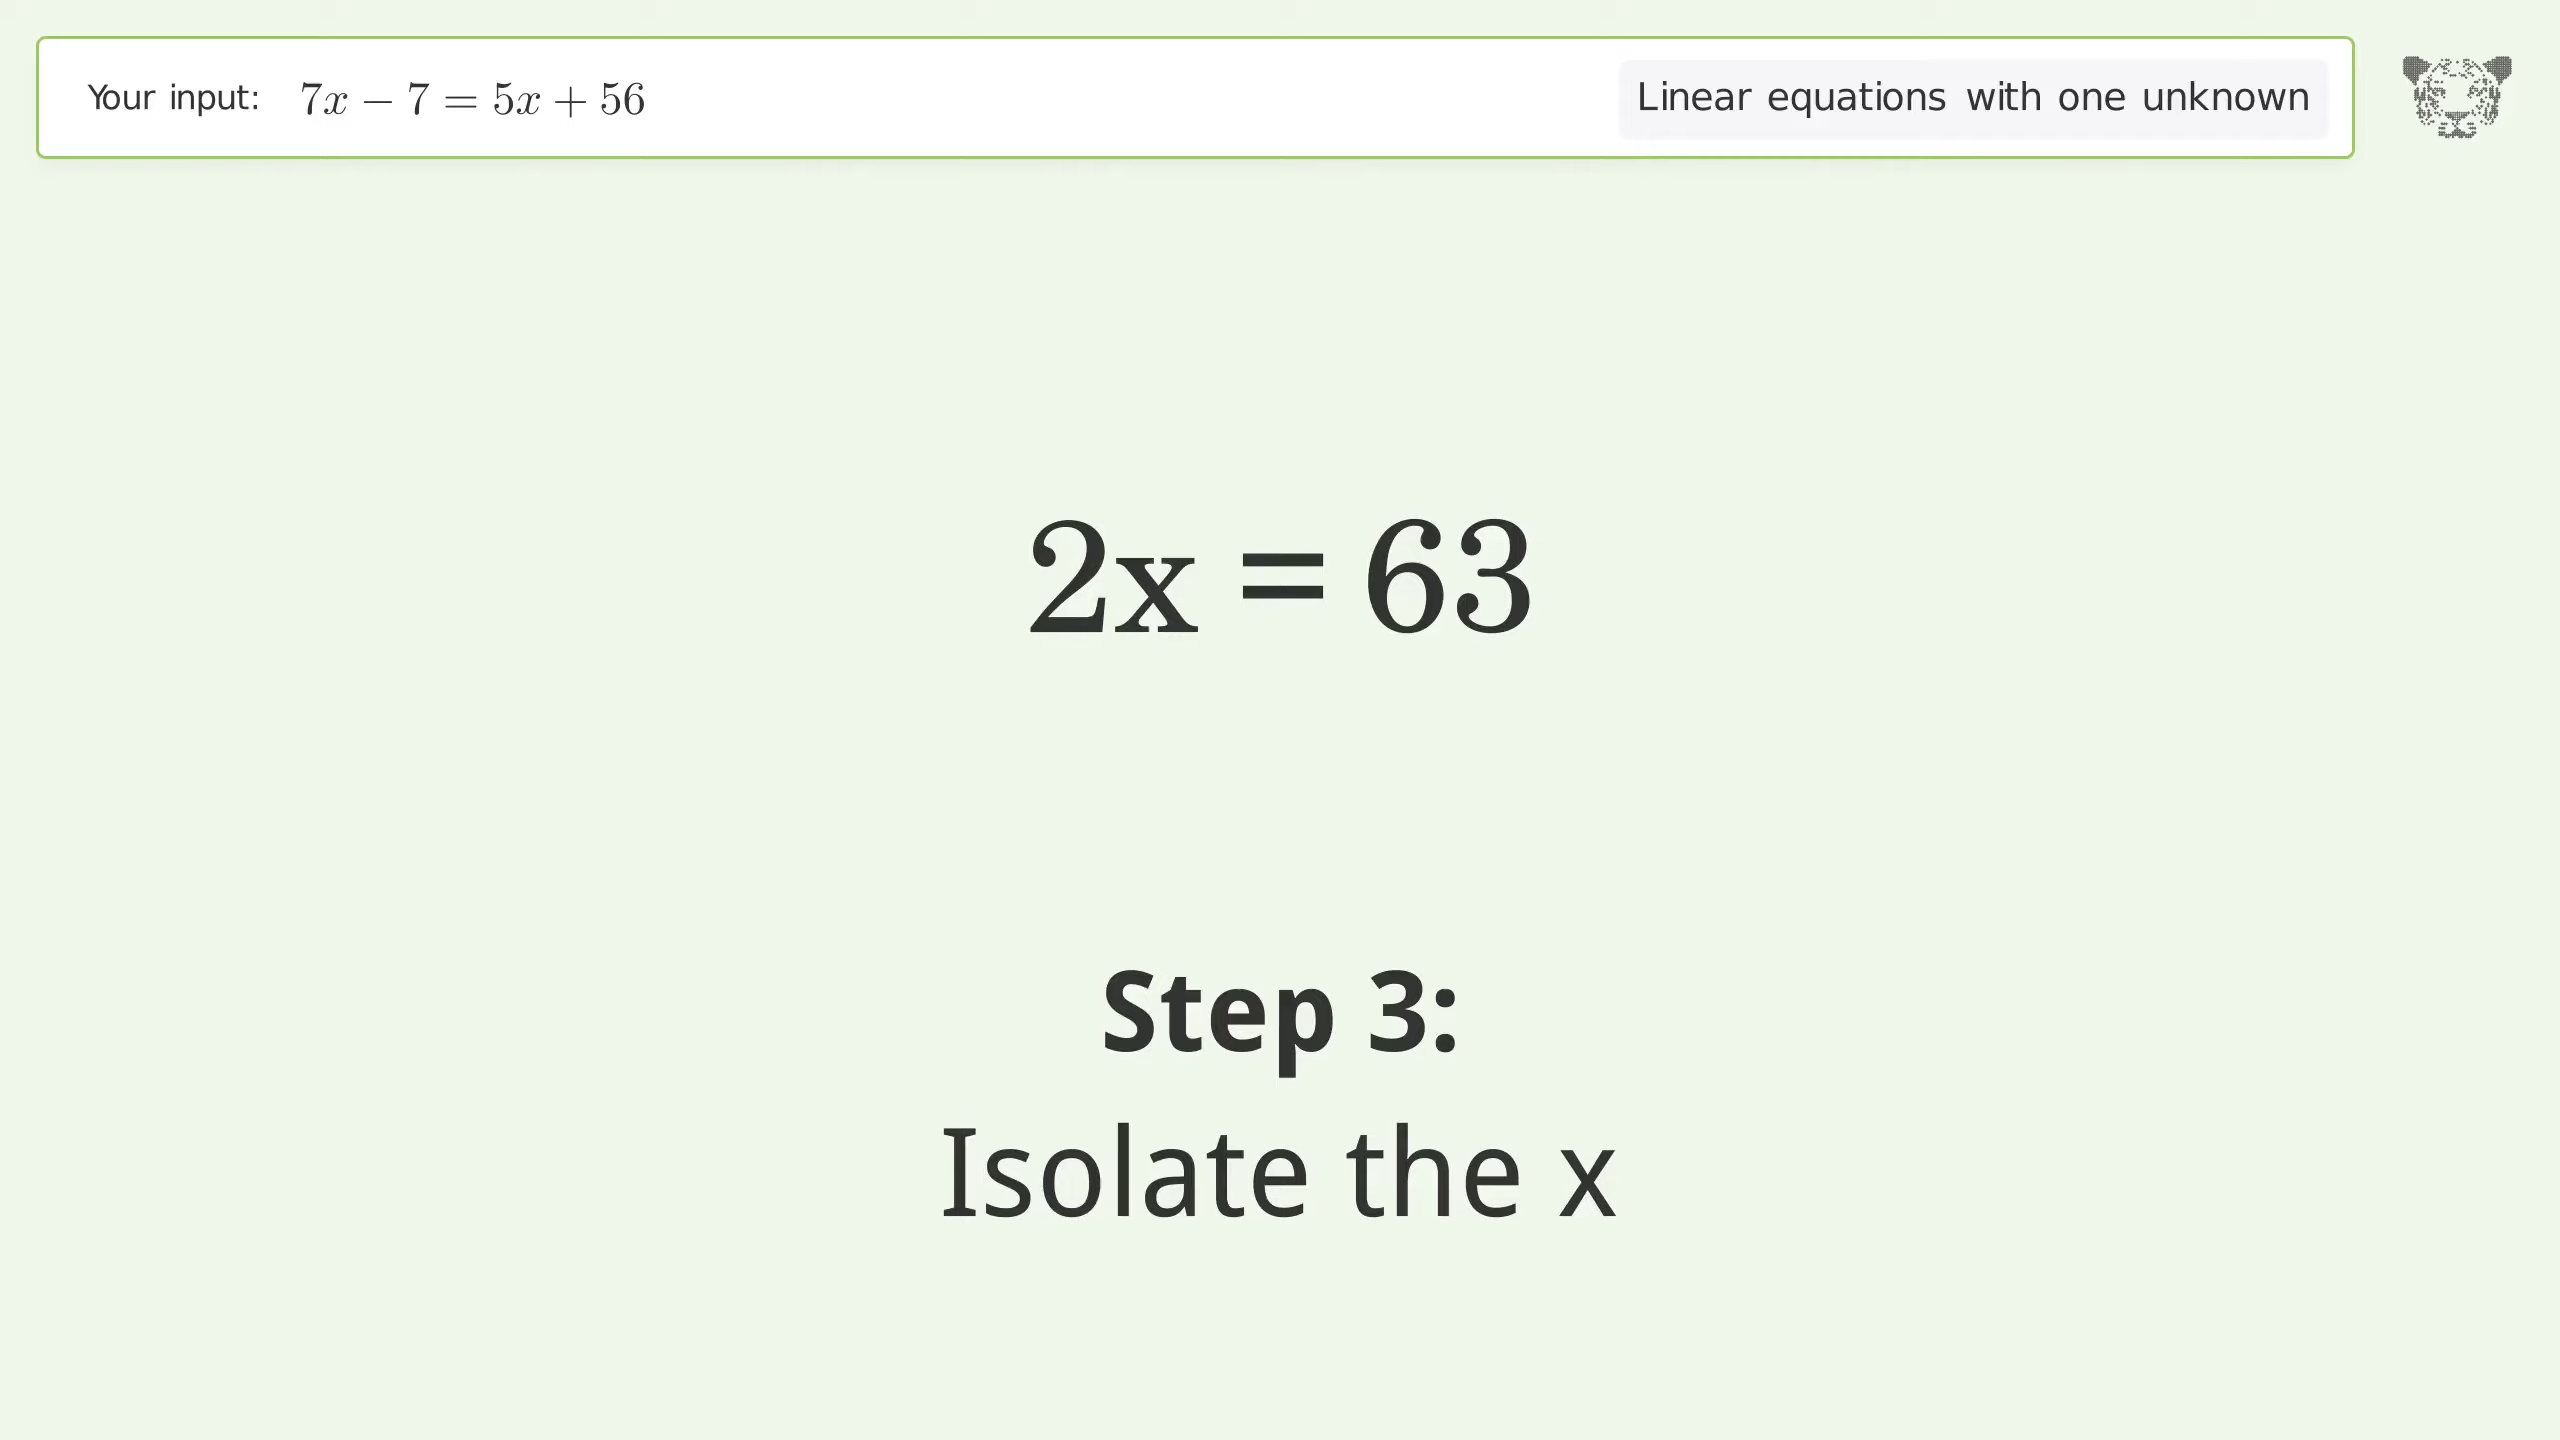 Your input: 7x − 7 = 5x + 56
Linear equations with one unknown
2x = 63
Step 3:
Isolate the x